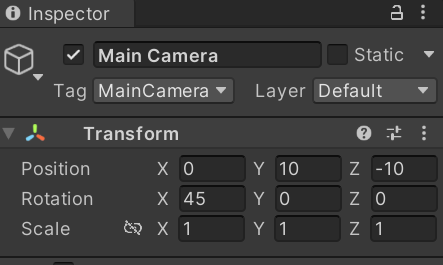 Inspector
Main Camera Static
Tag MainCamera Layer Default
Transform
Position X 0 Y 10 Z -10
Rotation X 45 Y 0 Z 0
Scale X 1 Y 1 Z 1